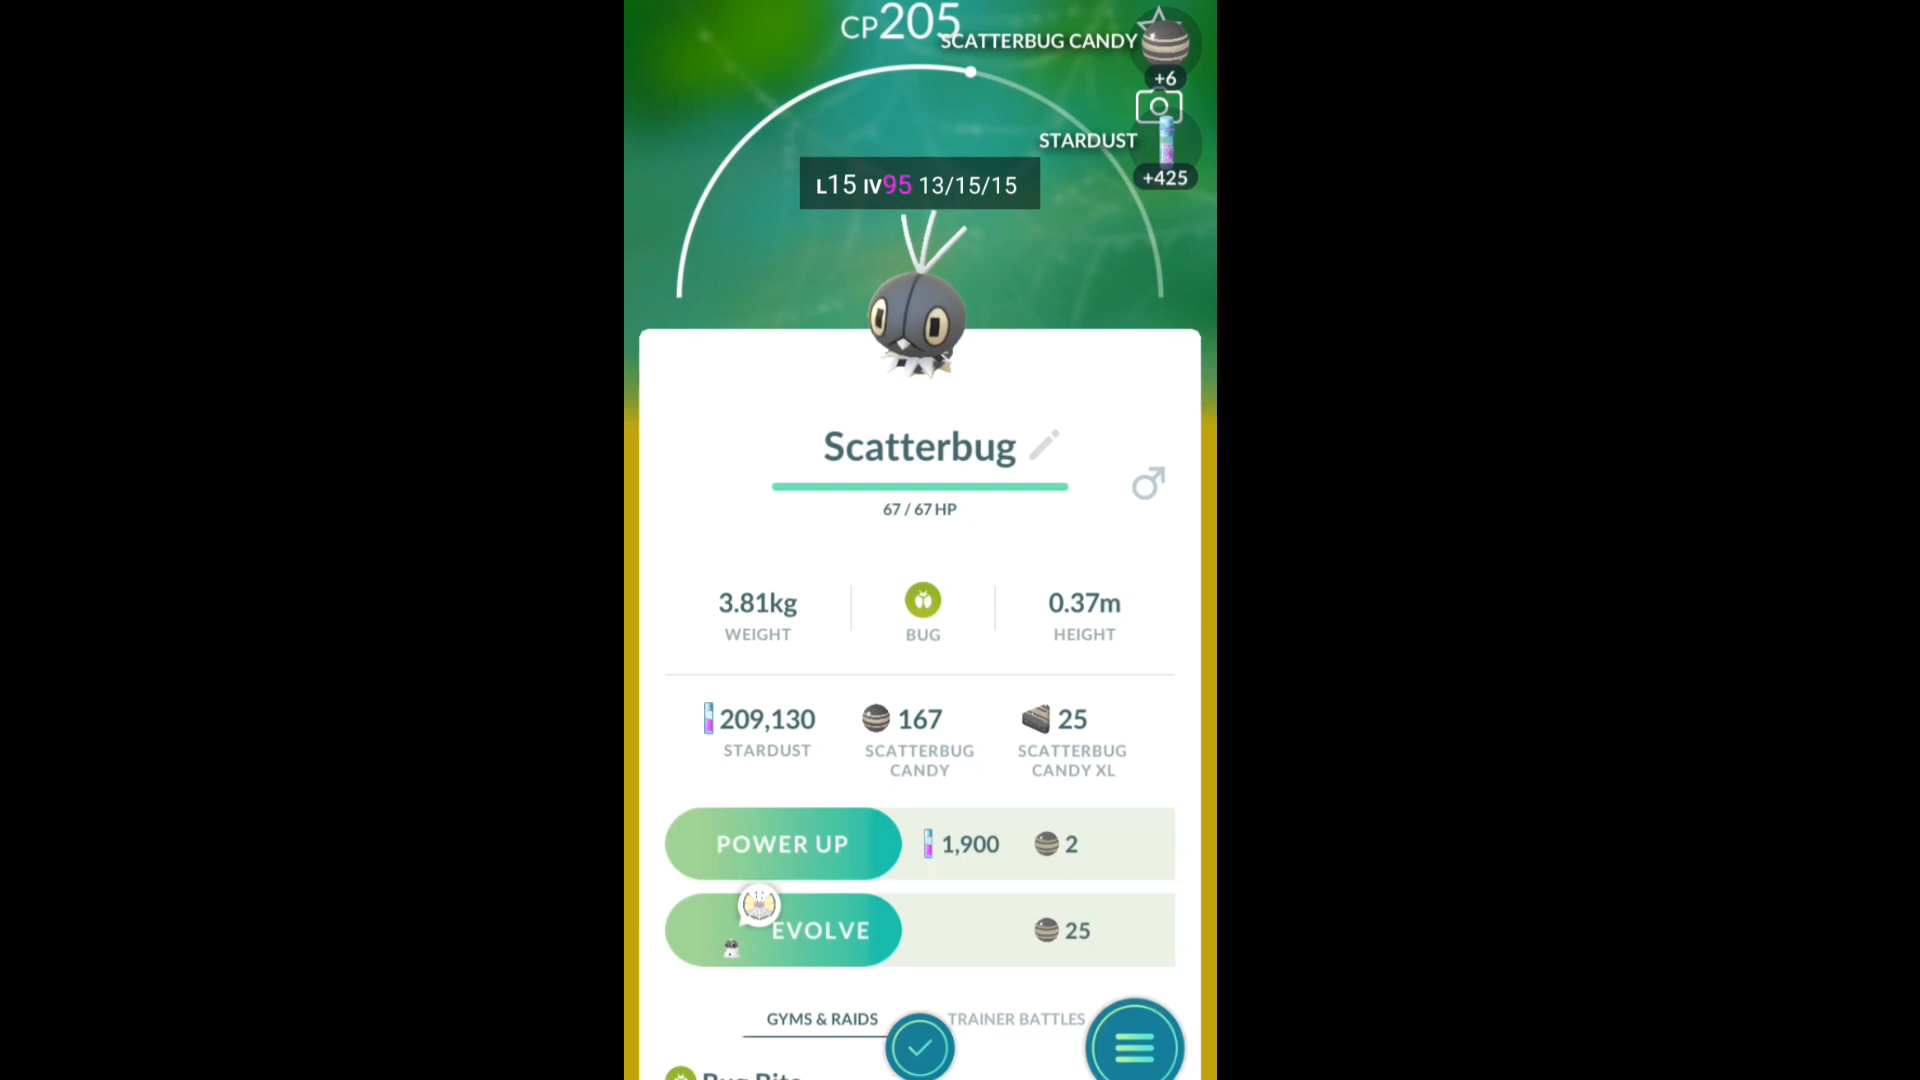 CP205
SCATTERBUG CANDY
+6
STARDUST
+425
L15 IV95 13/15/15
Scatterbug
67 / 67 HP
3.81kg
WEIGHT
BUG
0.37m
HEIGHT
209,130
STARDUST
167
SCATTERBUG
CANDY
25
SCATTERBUG
CANDY XL
POWER UP
1,900
2
EVOLVE
25
GYMS & RAIDS
TRAINER BATTLES
Bug Bite